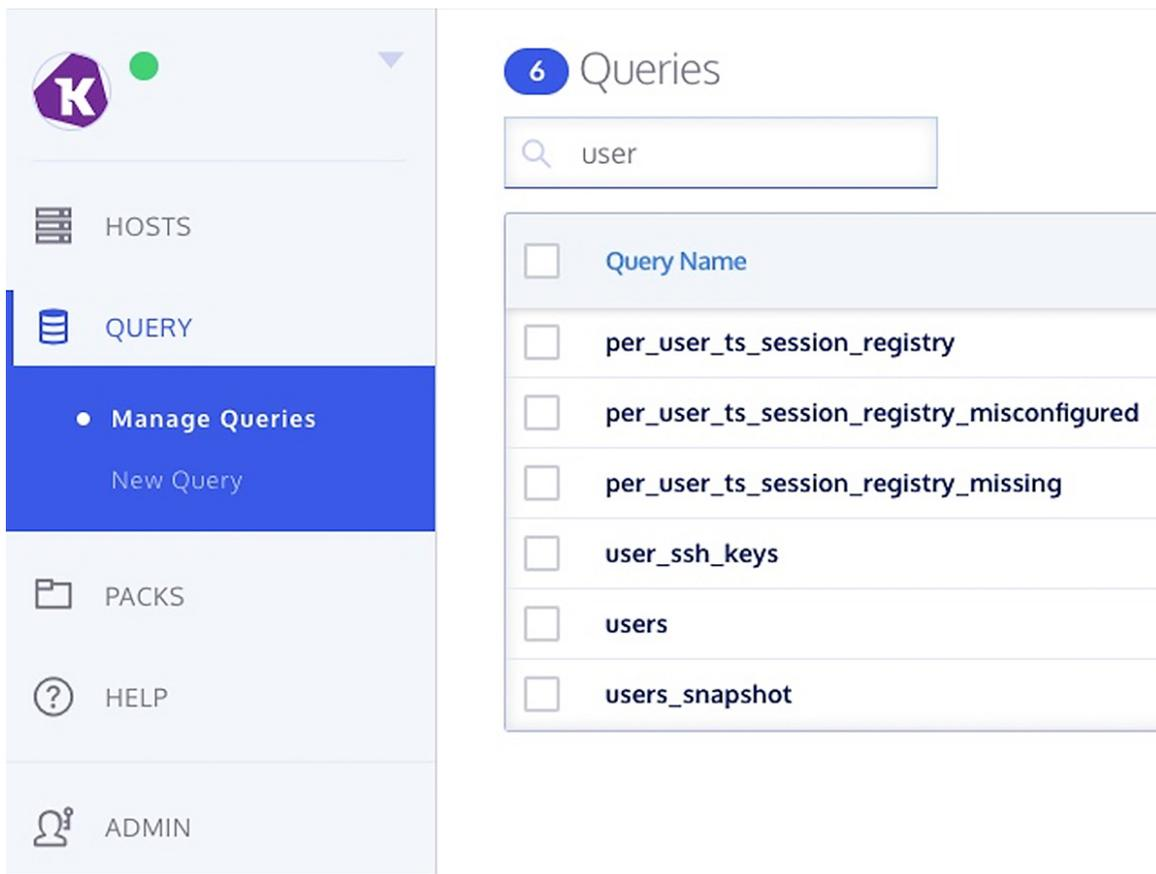 K
HOSTS
QUERY
Manage Queries
New Query
PACKS
HELP
ADMIN
6 Queries
user
Query Name
per_user_ts_session_registry
per_user_ts_session_registry_misconfigured
per_user_ts_session_registry_missing
user_ssh_keys
users
users_snapshot